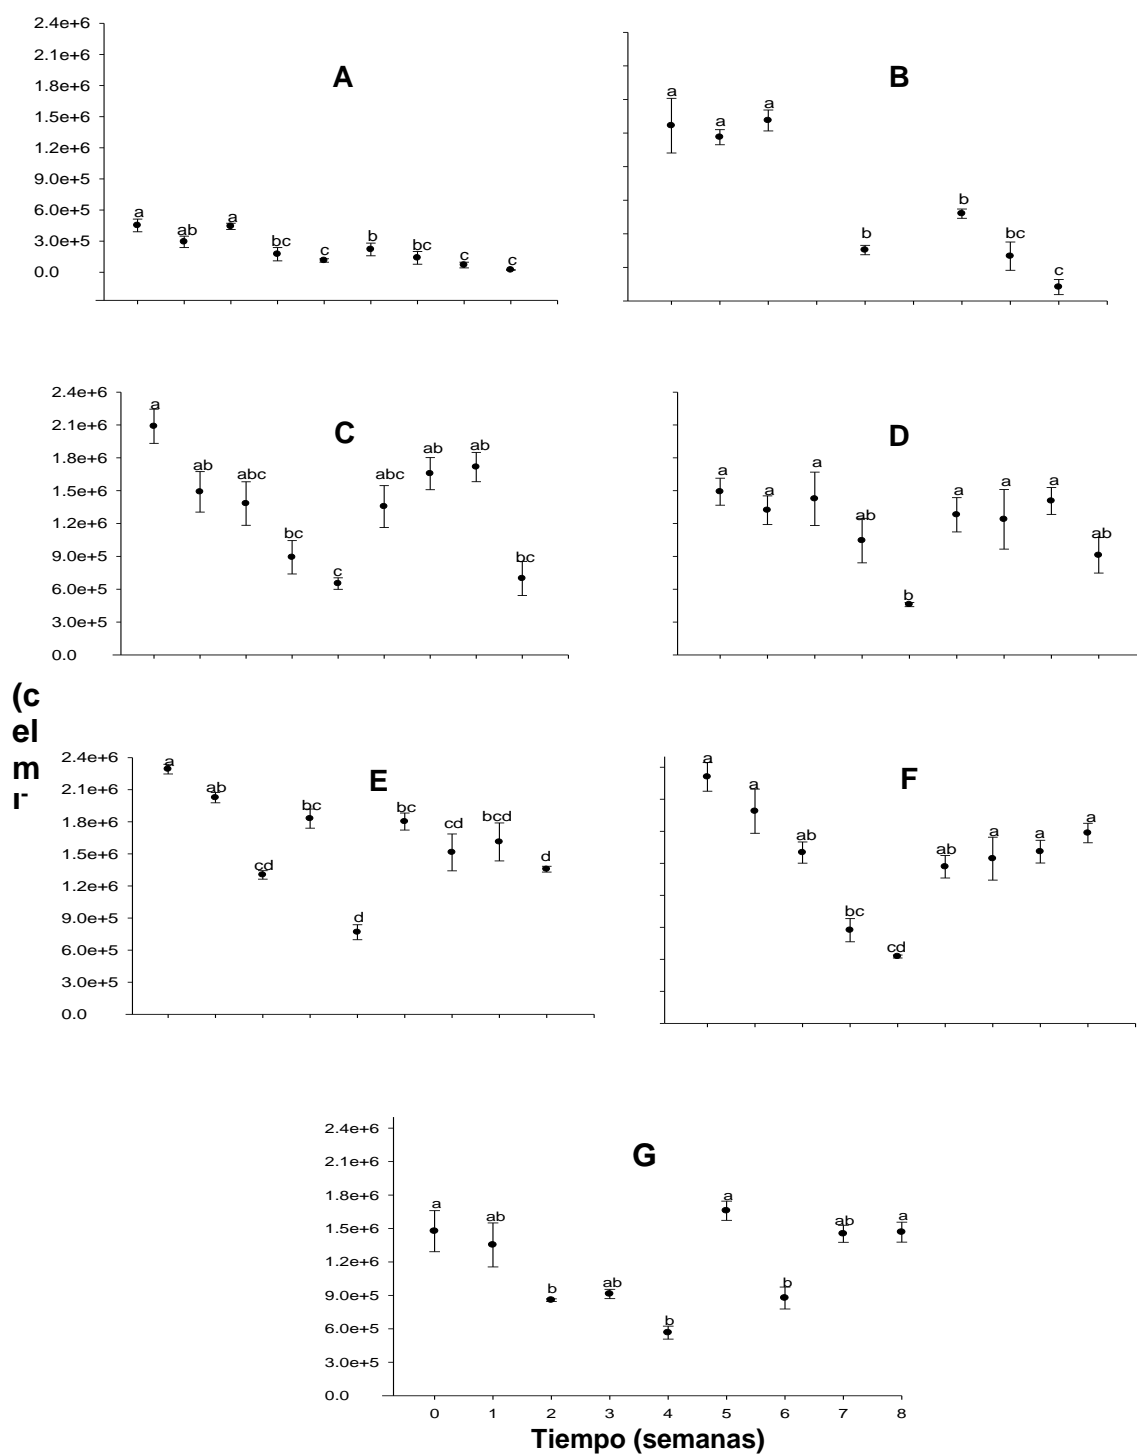 2.4e+6
2.1e+6
1.8e+6
1.5e+6
1.2e+6
9.0e+5
6.0e+5
3.0e+5
0.0
A
a ab a bc c b bc c c
B
a a a b b bc c
2.4e+6
2.1e+6
1.8e+6
1.5e+6
1.2e+6
9.0e+5
6.0e+5
3.0e+5
0.0
C
a ab abc bc c abc ab ab bc
D
a a a ab b a a a ab
(c
el
m
l-
2.4e+6
2.1e+6
1.8e+6
1.5e+6
1.2e+6
9.0e+5
6.0e+5
3.0e+5
0.0
E
a ab cd bc d bc cd bcd d
F
a a ab bc cd ab a a a
2.4e+6
2.1e+6
1.8e+6
1.5e+6
1.2e+6
9.0e+5
6.0e+5
3.0e+5
0.0
G
a ab b ab b a b ab a
0 1 2 3 4 5 6 7 8
Tiempo (semanas)